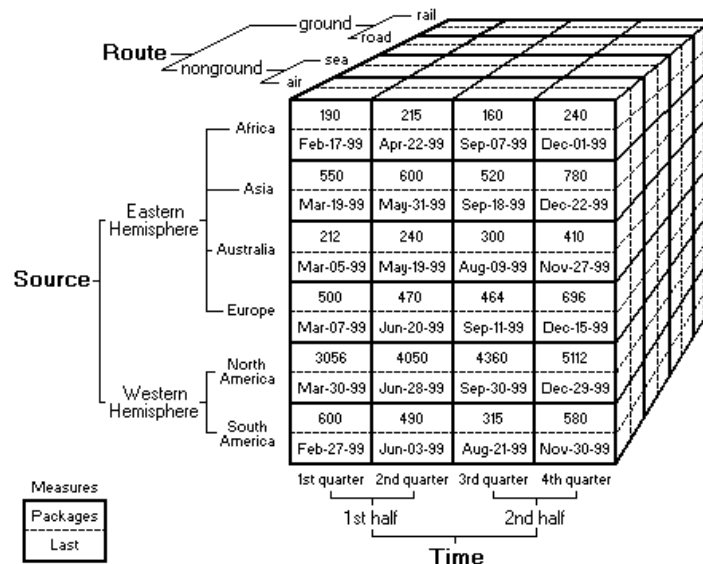 rail
ground
road
Route
sea
nonground
air
190 215 160 240
Africa
Feb-17-99 Apr-22-99 Sep-07-99 Dec-01-99
550 600 520 780
Asia
Mar-19-99 May-31-99 Sep-18-99 Dec-22-99
Eastern
Hemisphere
212 240 300 410
Australia
Mar-05-99 May-19-99 Aug-09-99 Nov-27-99
Source
500 470 464 696
Europe
Mar-07-99 Jun-20-99 Sep-11-99 Dec-15-99
3056 4050 4360 5112
North
America
Mar-30-99 Jun-28-99 Sep-30-99 Dec-29-99
Western
Hemisphere
600 490 315 580
South
America
Feb-27-99 Jun-03-99 Aug-21-99 Nov-30-99
1st quarter 2nd quarter 3rd quarter 4th quarter
1st half 2nd half
Time
Measures
Packages
Last